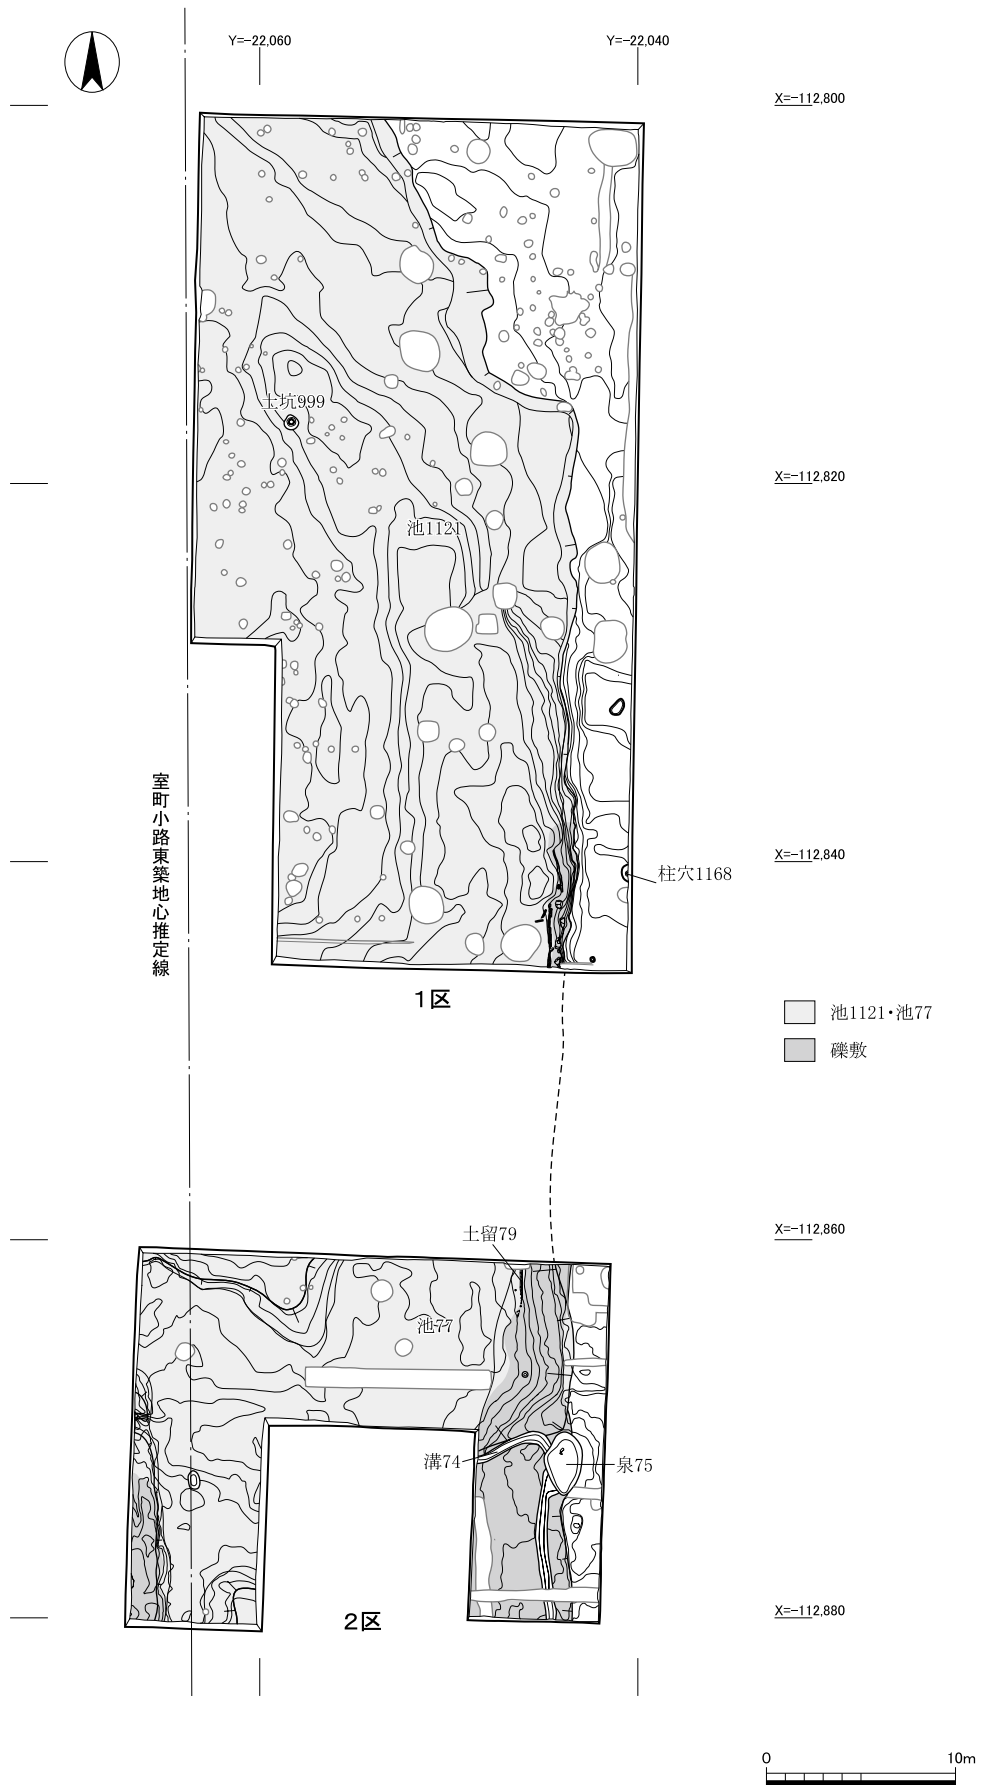 Y=-22,060
Y=-22,040
X=-112,800
土坑999
X=-112,820
池1121
室町小路東築地心推定線
X=-112,840
柱穴1168
1区
池1121・池77
礫敷
X=-112,860
土留79
池77
溝74
泉75
X=-112,880
2区
0
10m